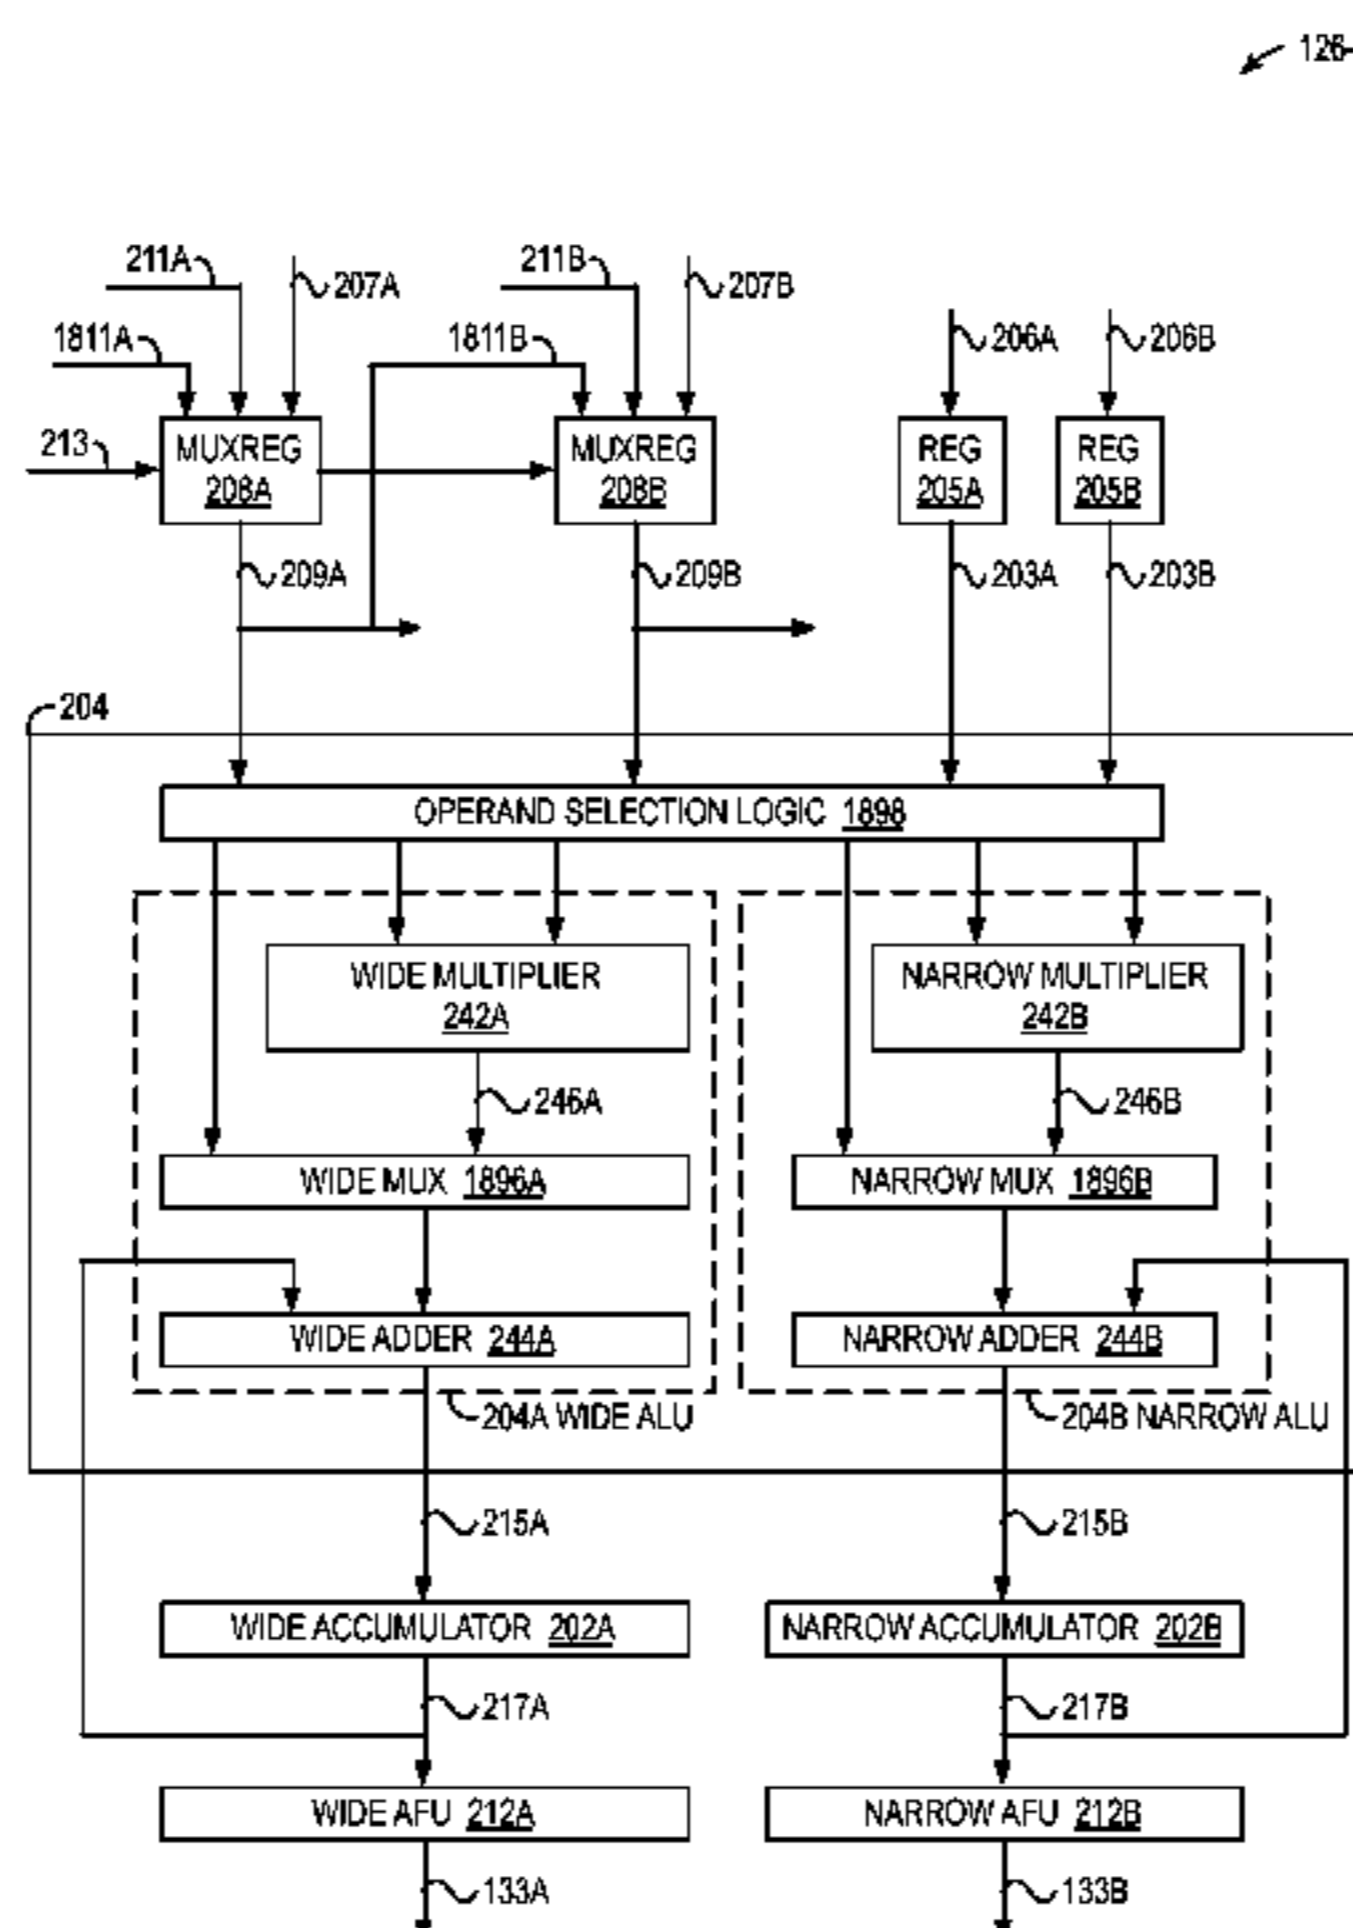 126
211A
207A
211B
207B
1811A
1811B
206A
206B
213
MUXREG
208A
MUXREG
208B
REG
205A
REG
205B
209A
209B
203A
203B
204
OPERAND SELECTION LOGIC 1898
WIDE MULTIPLIER
242A
NARROW MULTIPLIER
242B
246A
246B
WIDE MUX 1896A
NARROW MUX 1896B
WIDE ADDER 244A
NARROW ADDER 244B
204A WIDE ALU
204B NARROW ALU
215A
215B
WIDE ACCUMULATOR 202A
NARROW ACCUMULATOR 202B
217A
217B
WIDE AFU 212A
NARROW AFU 212B
133A
133B